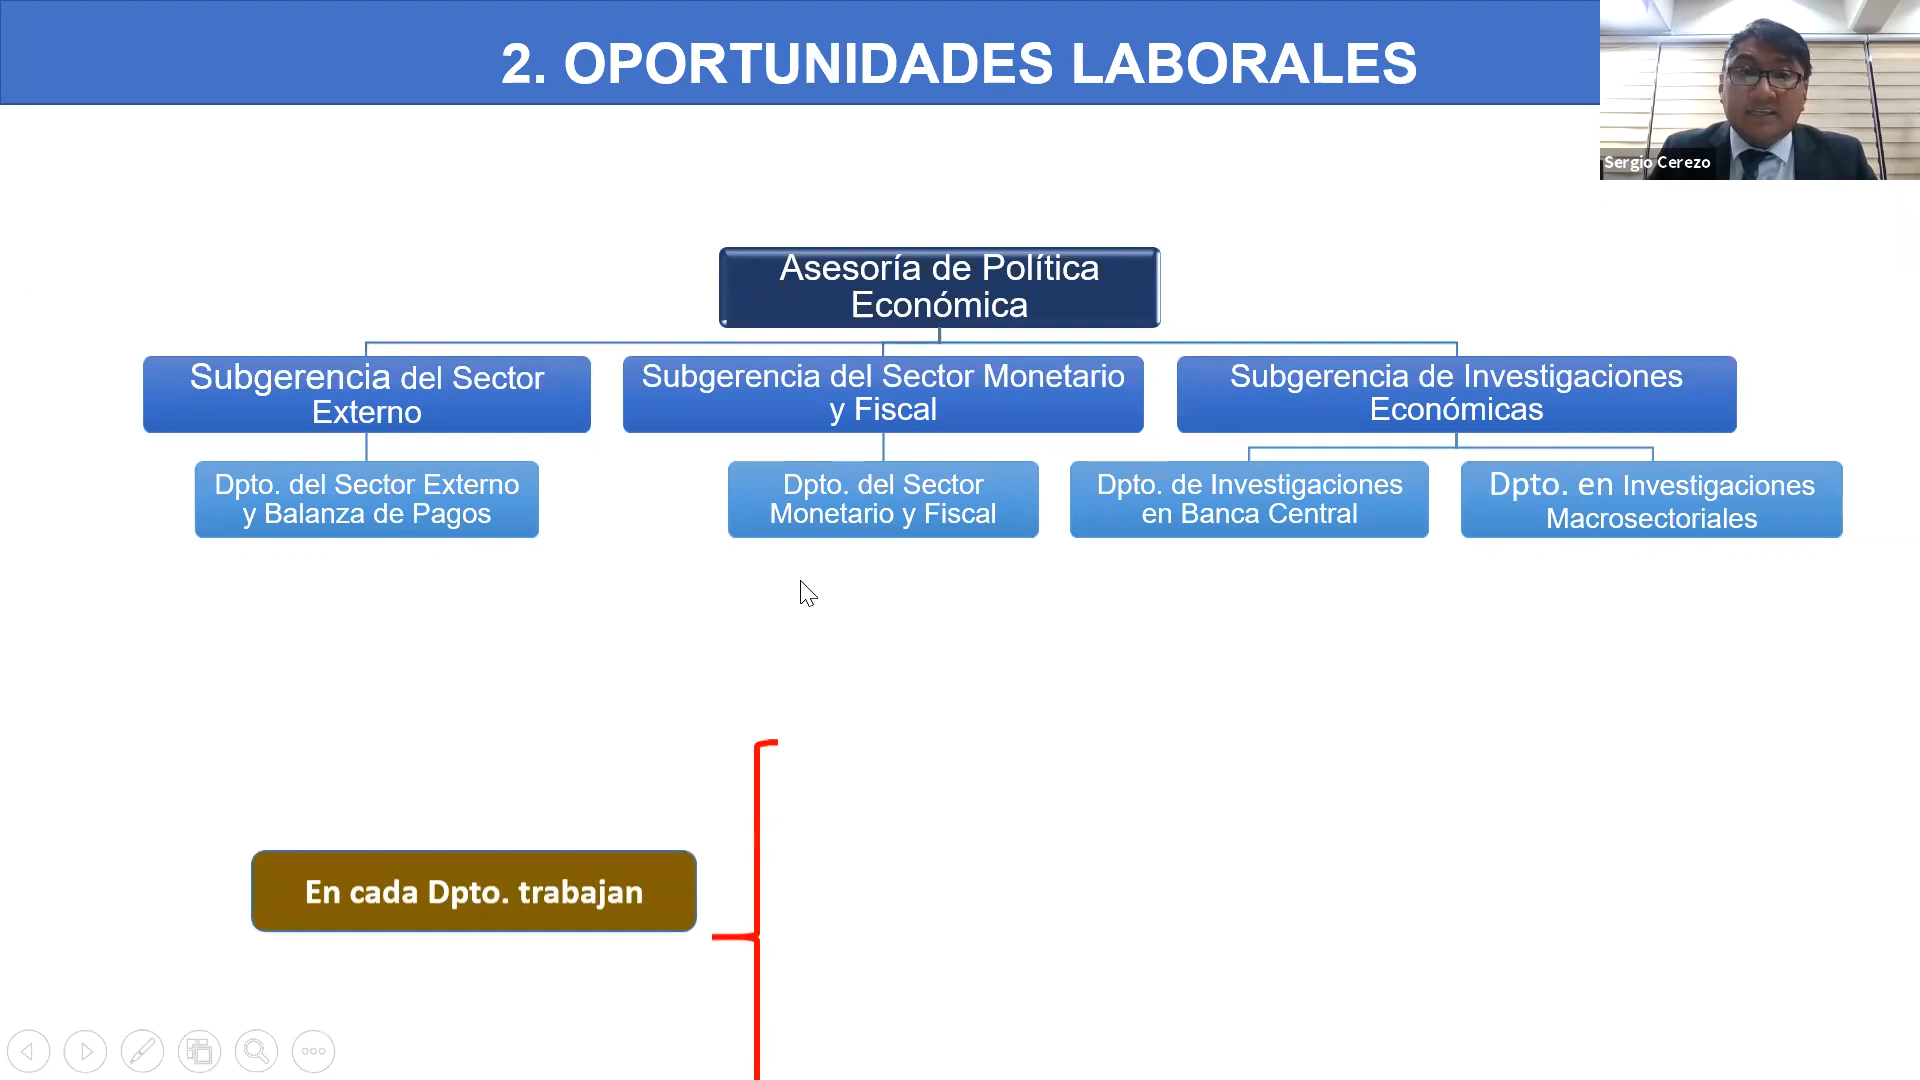 2. OPORTUNIDADES LABORALES
Sergio Cerezo
Asesoría de Política
Económica
Subgerencia del Sector
Externo
Subgerencia del Sector Monetario
y Fiscal
Subgerencia de Investigaciones
Económicas
Dpto. del Sector Externo
y Balanza de Pagos
Dpto. del Sector
Monetario y Fiscal
Dpto. de Investigaciones
en Banca Central
Dpto. en Investigaciones
Macrosectoriales
En cada Dpto. trabajan